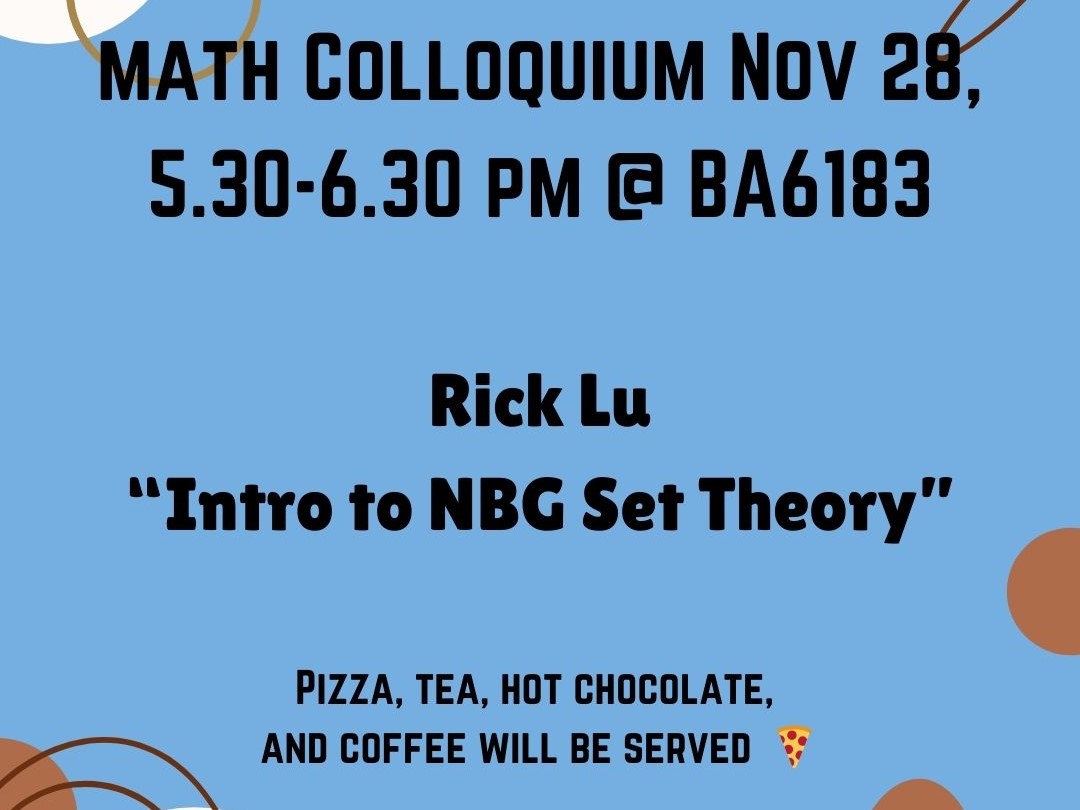 math Colloquium Nov 28,
5.30-6.30 pm @ BA6183
Rick Lu
“Intro to NBG Set Theory”
Pizza, tea, hot chocolate,
and coffee will be served 🍕